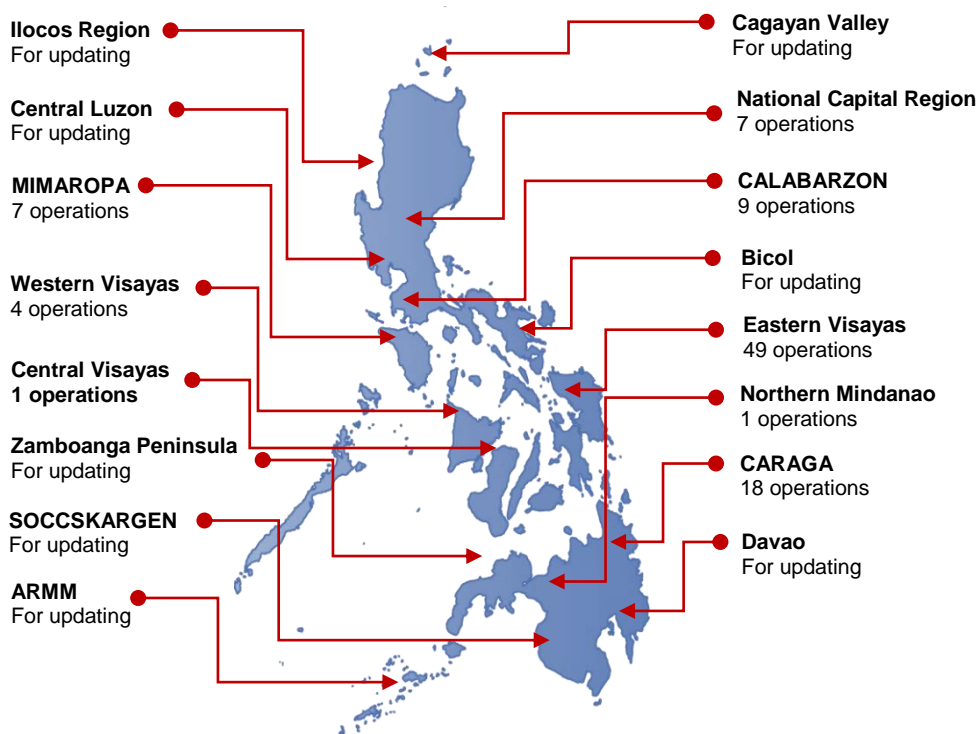 Ilocos Region
For updating
Central Luzon
For updating
MIMAROPA
7 operations
Western Visayas
4 operations
Central Visayas
1 operations
Zamboanga Peninsula
For updating
SOCCSKARGEN
For updating
ARMM
For updating
Cagayan Valley
For updating
National Capital Region
7 operations
CALABARZON
9 operations
Bicol
For updating
Eastern Visayas
49 operations
Northern Mindanao
1 operations
CARAGA
18 operations
Davao
For updating